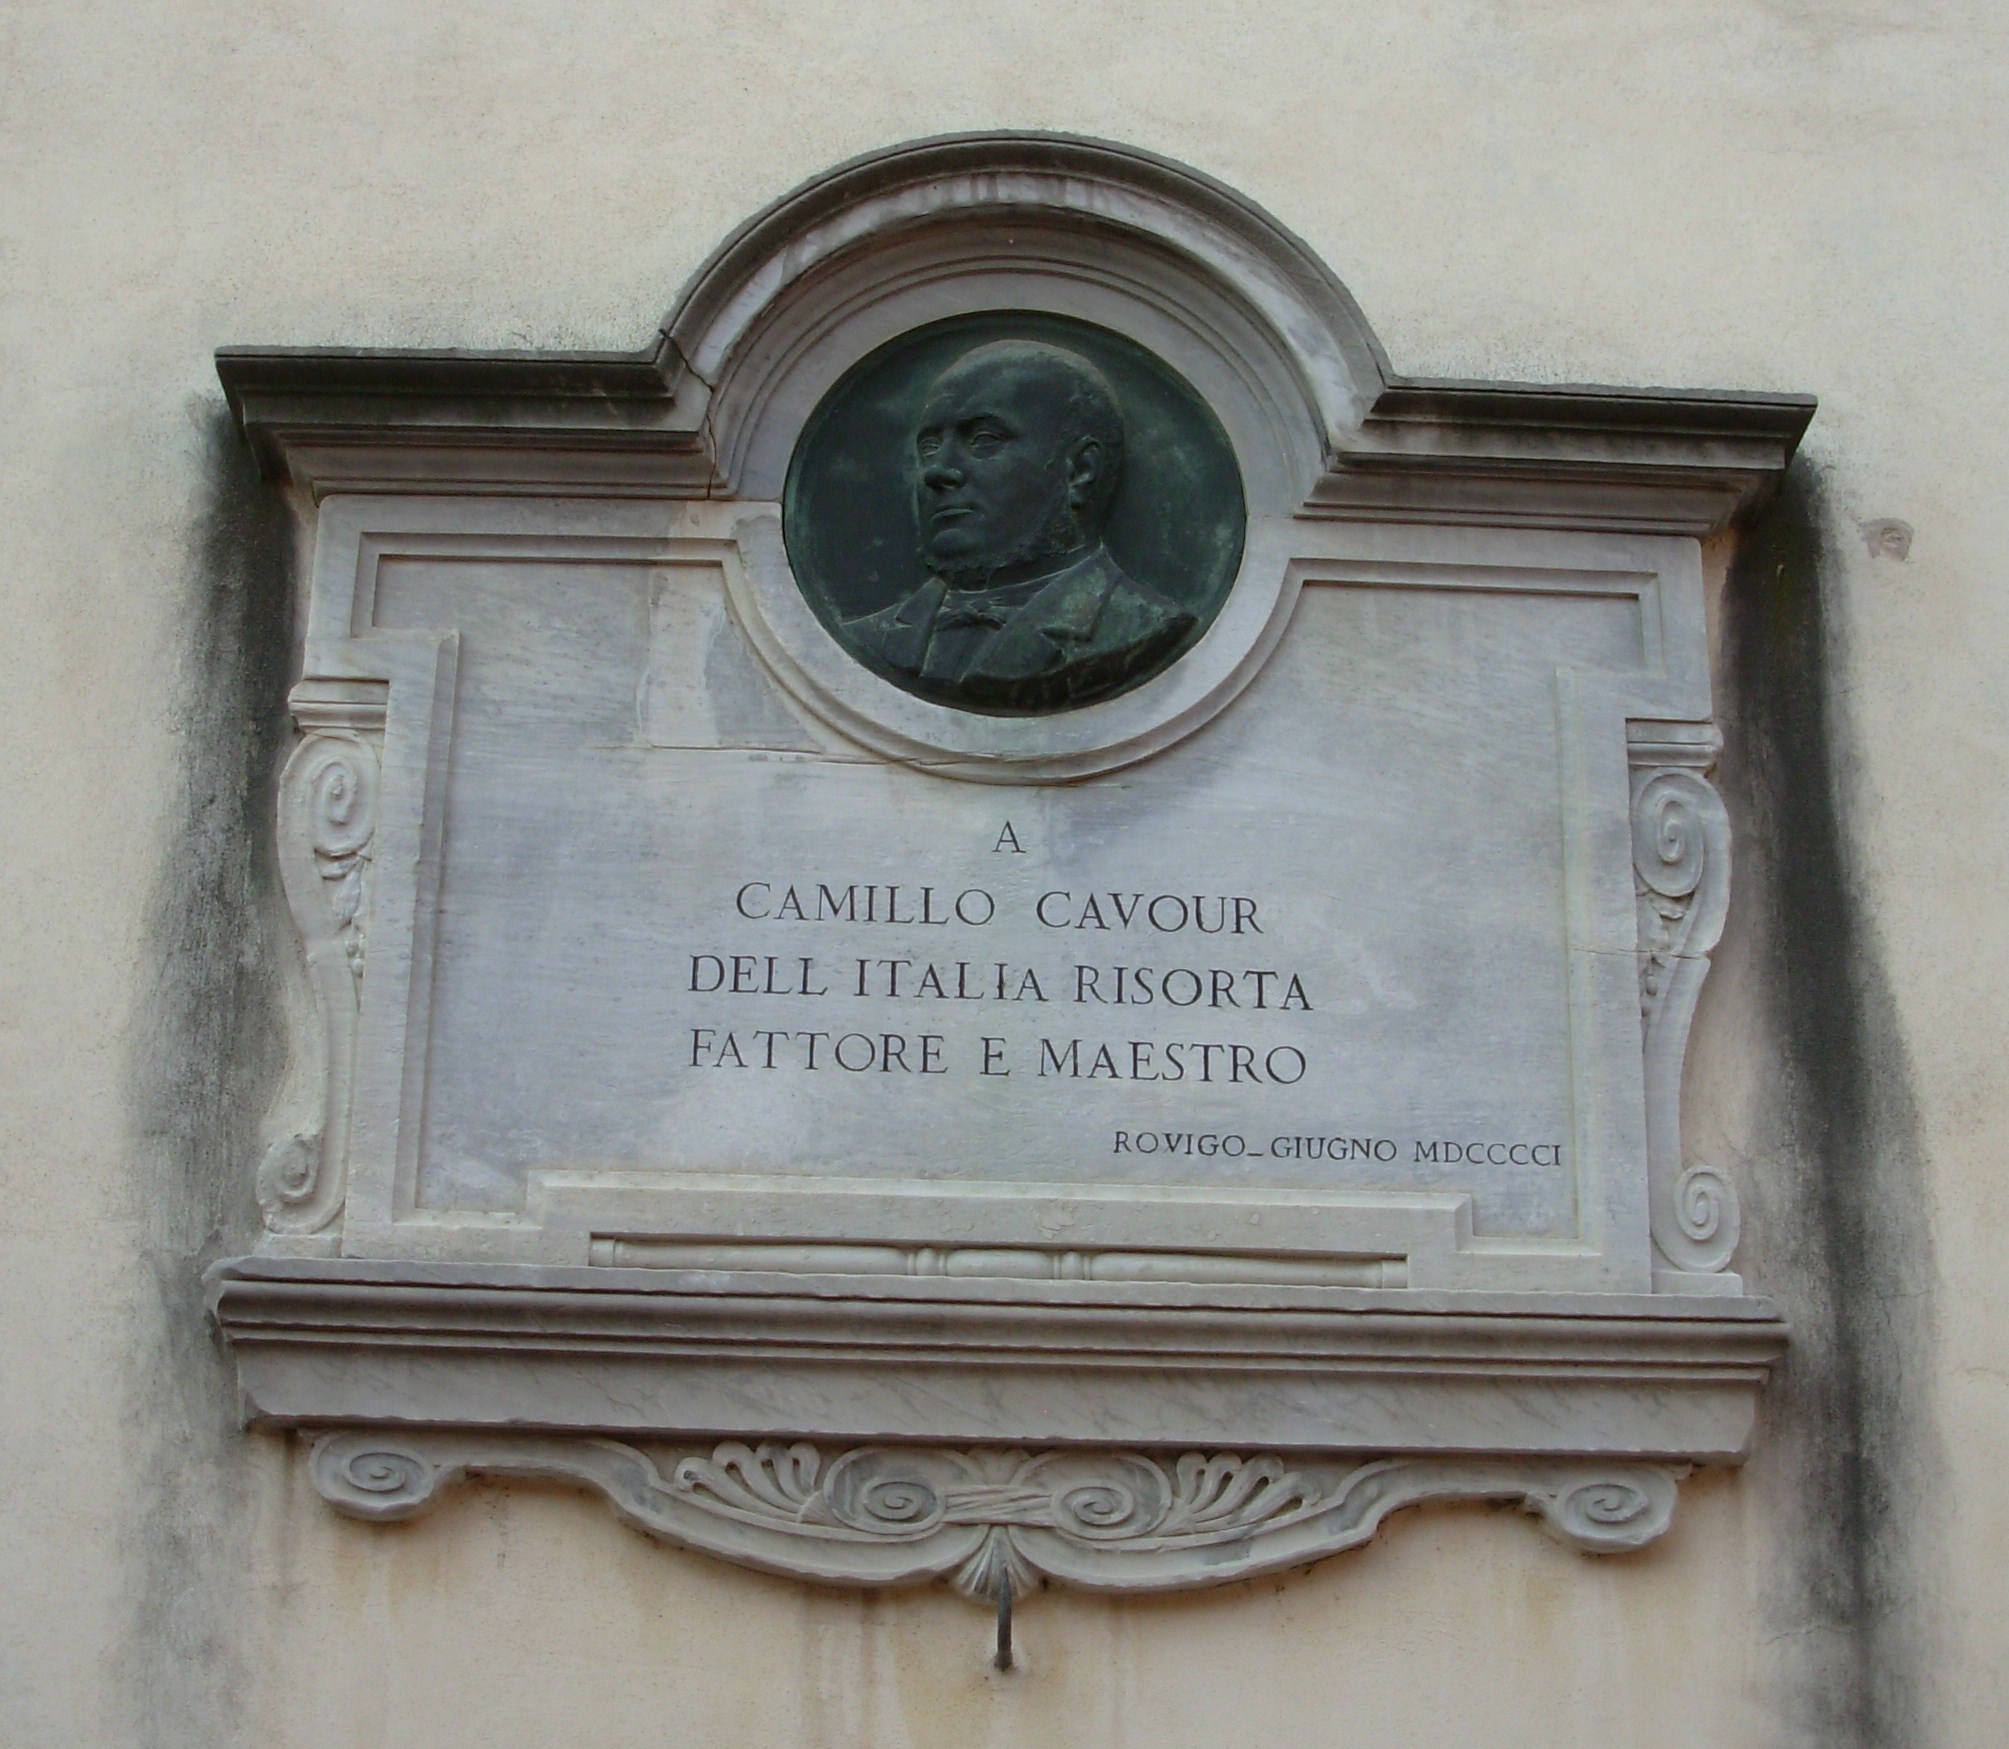 A
CAMILLO CAVOUR
DELL ITALIA RISORTA
FATTORE E MAESTRO
ROVIGO_GIUGNO MDCCCCI